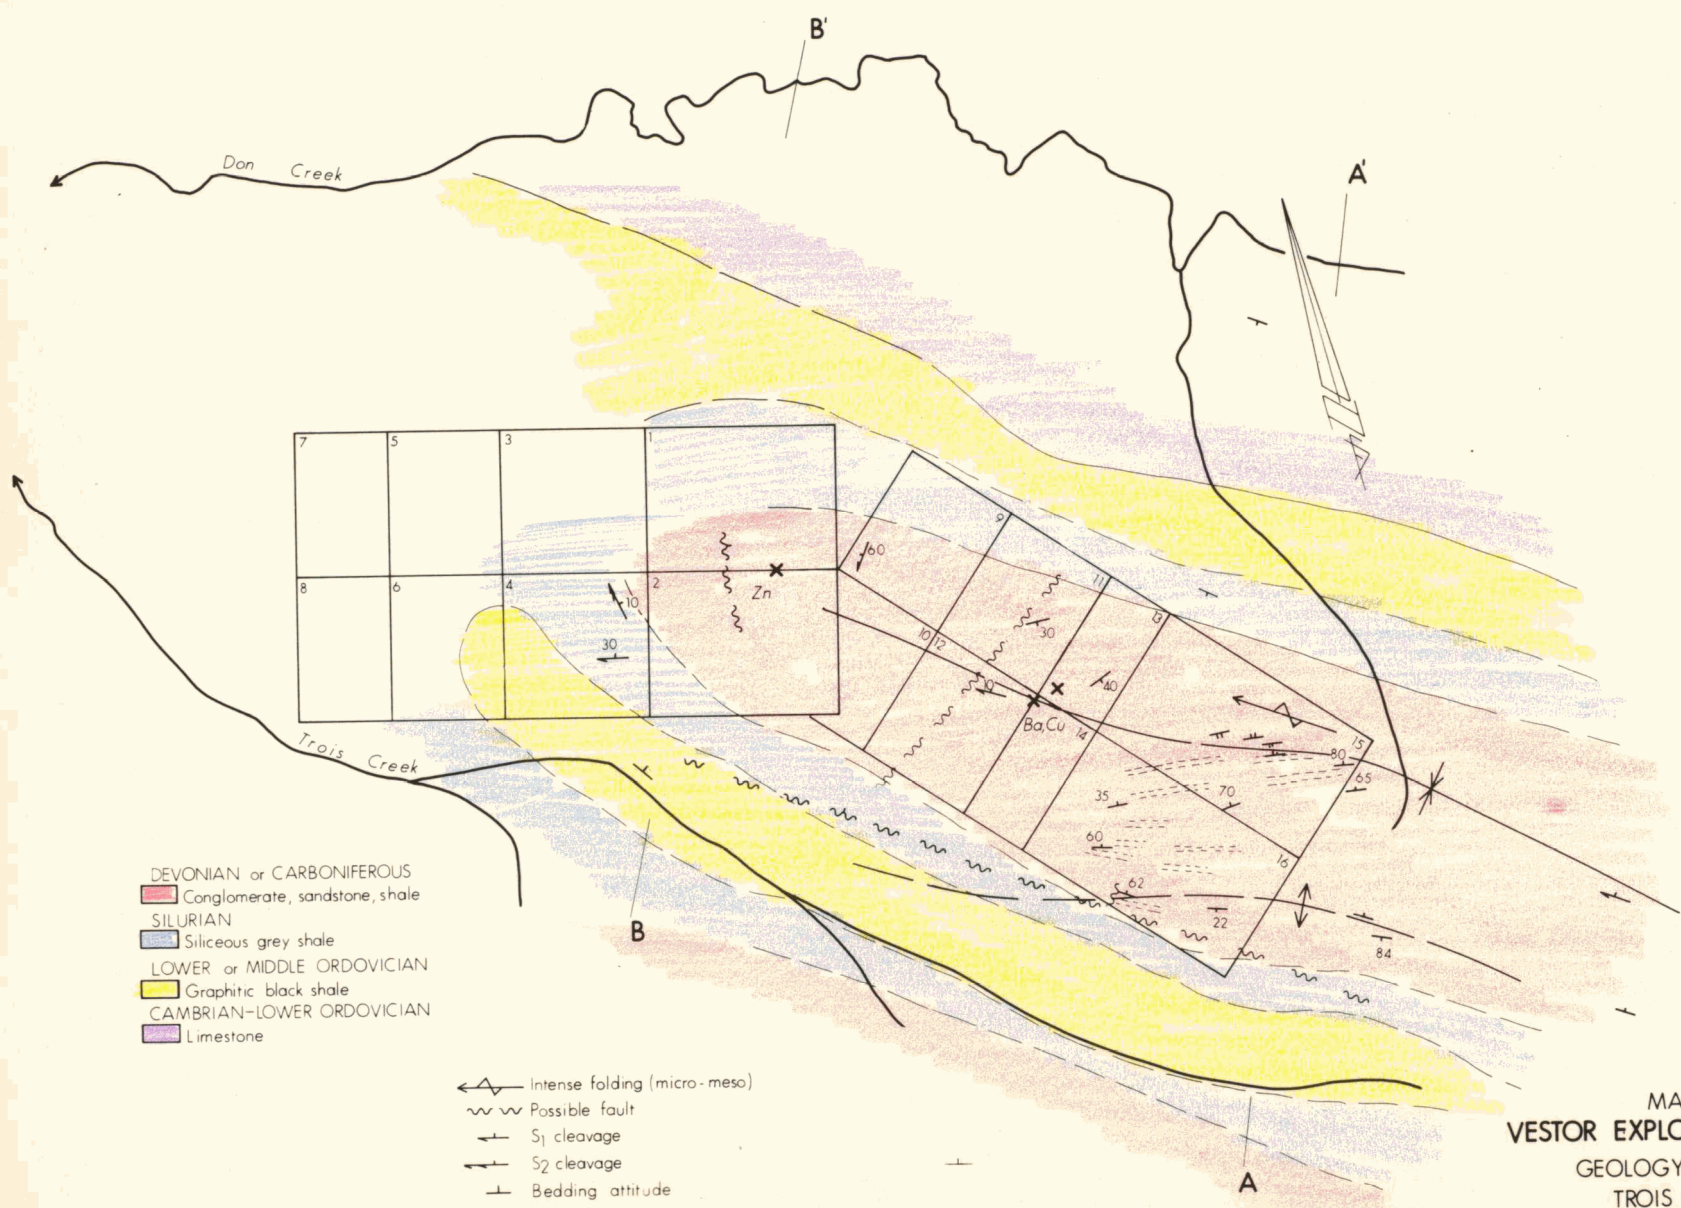 B'
Don Creek
A'
7
5
3
1
9
60
11
8
6
4
2
Zn
10
13
30
10
12
30
40
Ba,Cu
14
15
80
65
35
70
60
16
62
22
84
Trois Creek
B
A
DEVONIAN or CARBONIFEROUS
Conglomerate, sandstone, shale
SILURIAN
Siliceous grey shale
LOWER or MIDDLE ORDOVICIAN
Graphitic black shale
CAMBRIAN-LOWER ORDOVICIAN
Limestone
Intense folding (micro-meso)
Possible fault
S1 cleavage
S2 cleavage
Bedding attitude
MA
VESTOR EXPLO
GEOLOGY
TROIS